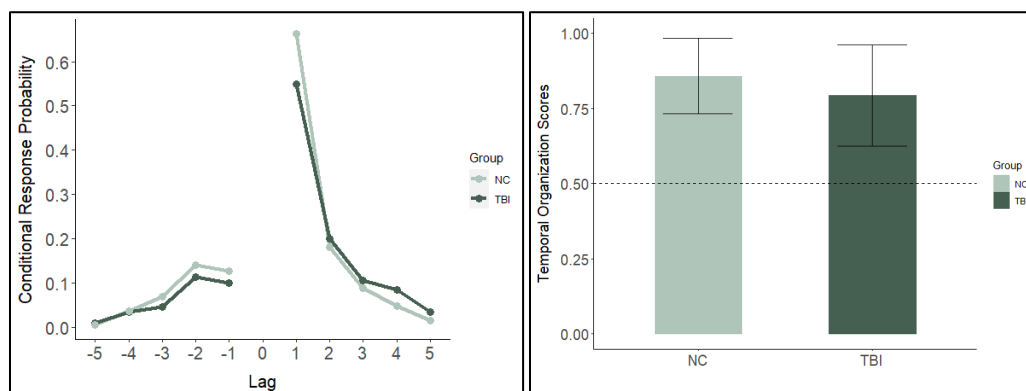 Conditional Response Probability
0.6
0.5
0.4
0.3
0.2
0.1
0.0
-5 -4 -3 -2 -1 0 1 2 3 4 5
Lag
Group
NC
TBI
Temporal Organization Scores
1.00
0.75
0.50
0.25
0.00
NC TBI
Group
NC
TBI